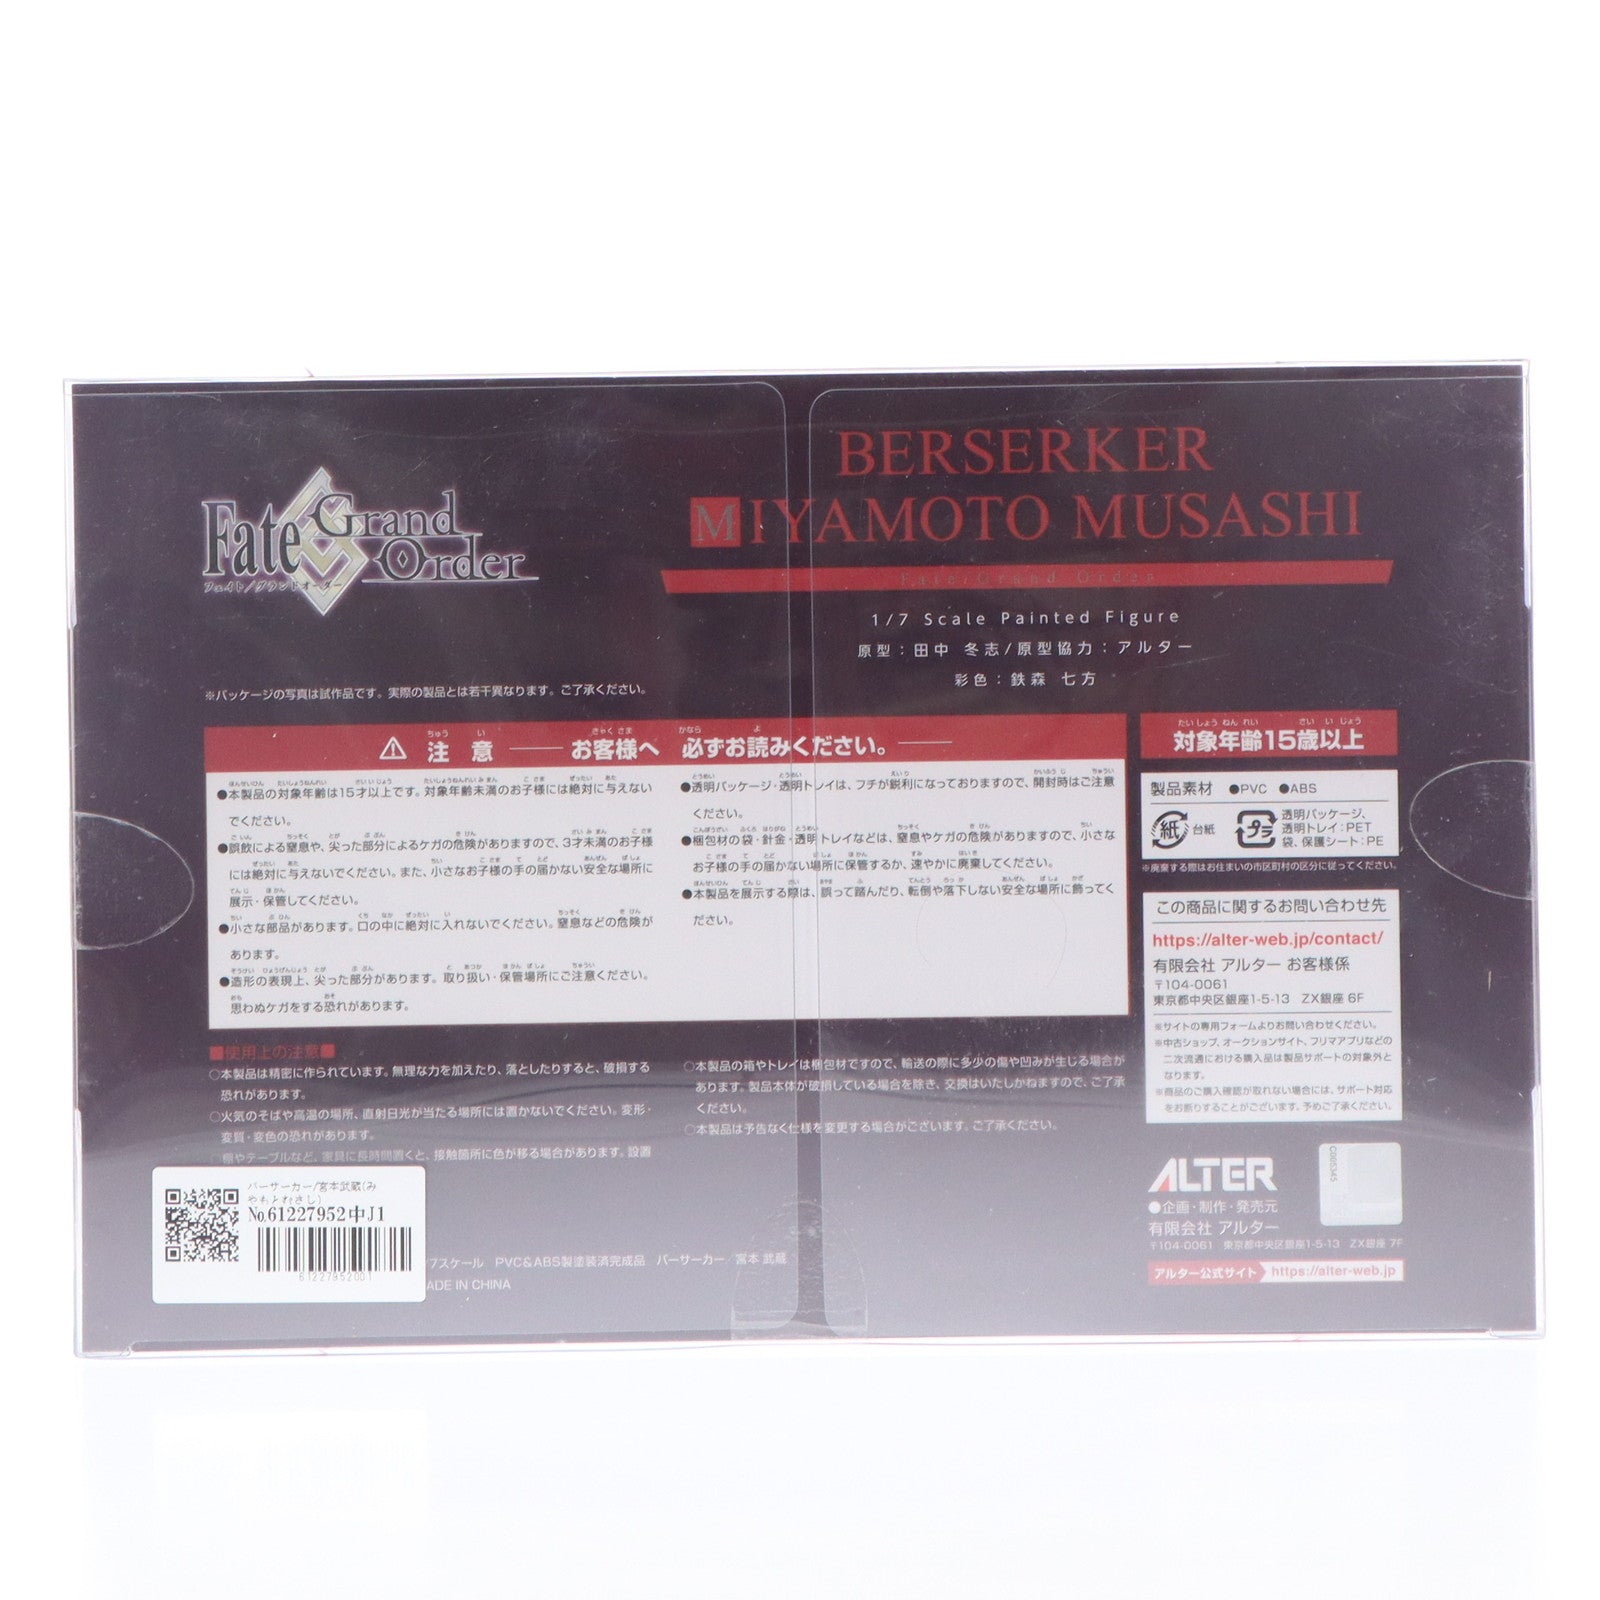 Fate Grand Order
フェイト/グランドオーダー
BERSERKER
MIYAMOTO MUSASHI
Fate/Grand Order
1/7 Scale Painted Figure
原型：田中 冬志/原型協力：アルター
彩色：鉄森 七方
※パッケージの写真は試作品です。実際の製品とは若干異なります。ご了承ください。
注意 お客様へ 必ずお読みください。
●本製品の対象年齢は15才以上です。対象年齢未満のお子様には絶対に与えない
でください。
●誤飲による窒息や、尖った部分によるケガの危険がありますので、3才未満のお子様
には絶対に与えないでください。また、小さなお子様の手の届かない安全な場所に
展示・保管してください。
●小さな部品があります。口の中に絶対に入れないでください。窒息などの危険が
あります。
●造形の表現上、尖った部分があります。取り扱い・保管場所にご注意ください。
思わぬケガをする恐れがあります。
●透明パッケージ・透明トレイは、フチが鋭利になっておりますので、開封時はご注意
ください。
●梱包材の袋・針金・透明トレイなどは、窒息やケガの危険がありますので、小さな
お子様の手の届かない場所に保管するか、速やかに廃棄してください。
●本製品を展示する際は、誤って踏んだり、転倒や落下しない安全な場所に飾ってく
ださい。
対象年齢15歳以上
製品素材 ●PVC ●ABS
紙 台紙
プラ 透明パッケージ、
透明トレイ：PET
袋、保護シート：PE
※廃棄する際はお住まいの市区町村の区分に従ってください。
この商品に関するお問い合わせ先
https://alter-web.jp/contact/
有限会社 アルター お客様係
〒104-0061
東京都中央区銀座1-5-13 ZX銀座 6F
※サイトの専用フォームよりお問い合わせください。
※中古ショップ、オークションサイト、フリマアプリなどの
二次流通における購入品は製品サポートの対象外と
なります。
※商品のご購入確認が取れない場合には、サポート対応
をお断りすることがございます。予めご了承ください。
■使用上の注意■
○本製品は精密に作られています。無理な力を加えたり、落としたりすると、破損する
恐れがあります。
○火気のそばや高温の場所、直射日光が当たる場所には置かないでください。変形・
変質・変色の恐れがあります。
○棚やテーブルなど、家具に長時間置くと、接触箇所に色が移る場合があります。設置
○本製品の箱やトレイは梱包材ですので、輸送の際に多少の傷や凹みが生じる場合が
あります。製品本体が破損している場合を除き、交換はいたしかねますので、ご了承
ください。
○本製品は予告なく仕様を変更する場合がございます。ご了承ください。
バーサーカー/宮本武蔵(み
やもとむさし)
No.61227952中J1
61227952001
/7スケール PVC&ABS製塗装済完成品 バーサーカー/宮本 武蔵
ADE IN CHINA
ALTER
●企画・制作・発売元
有限会社 アルター
〒104-0061 東京都中央区銀座1-5-13 ZX銀座 7F
アルター公式サイト https://alter-web.jp